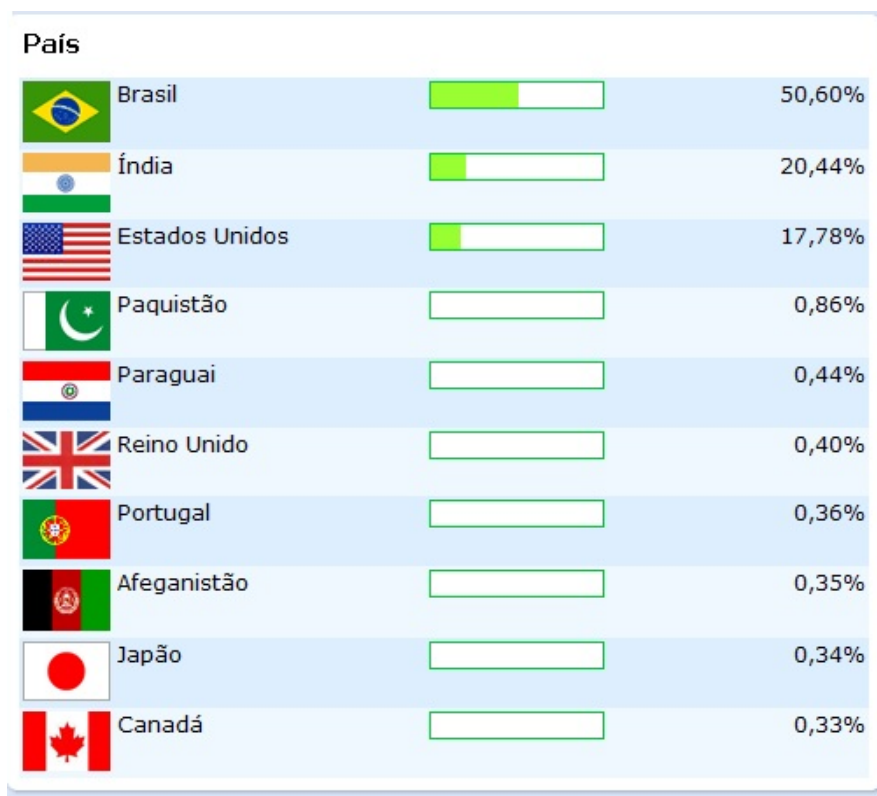 País
Brasil 50,60%
Índia 20,44%
Estados Unidos 17,78%
Paquistão 0,86%
Paraguai 0,44%
Reino Unido 0,40%
Portugal 0,36%
Afeganistão 0,35%
Japão 0,34%
Canadá 0,33%